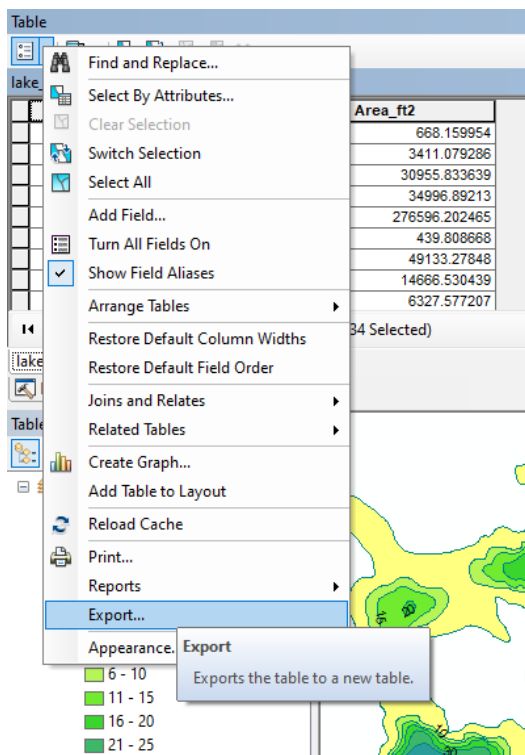 Table
lake_
Area_ft2
668.159954
3411.079286
30955.833639
34996.89213
276596.202465
439.808668
49133.27848
14666.530439
6327.577207
34 Selected)
lake
Table
Find and Replace...
Select By Attributes...
Clear Selection
Switch Selection
Select All
Add Field...
Turn All Fields On
Show Field Aliases
Arrange Tables
Restore Default Column Widths
Restore Default Field Order
Joins and Relates
Related Tables
Create Graph...
Add Table to Layout
Reload Cache
Print...
Reports
Export...
Appearance.
Export
Exports the table to a new table.
6 - 10
11 - 15
16 - 20
21 - 25